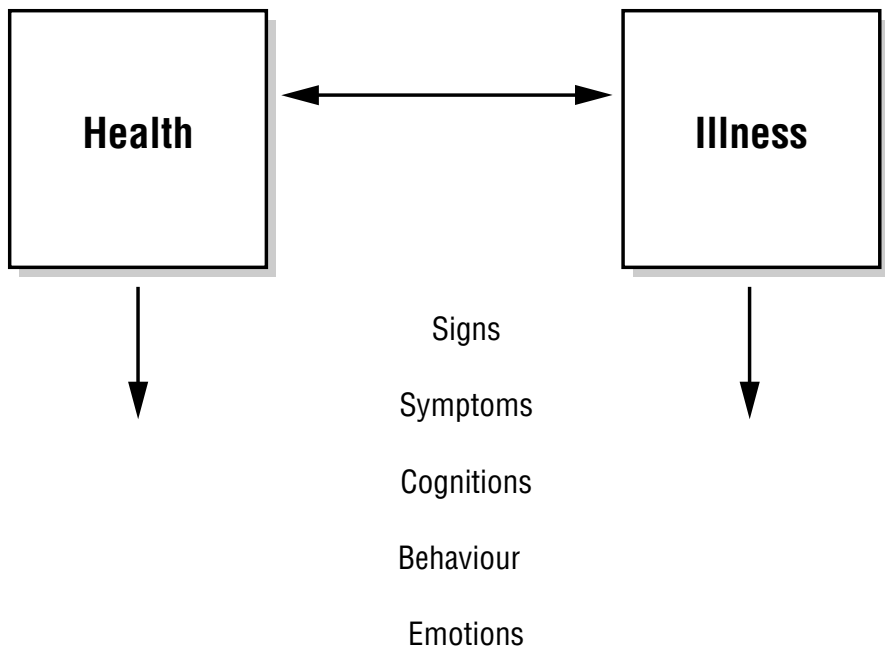 Health
Illness
Signs
Symptoms
Cognitions
Behaviour
Emotions